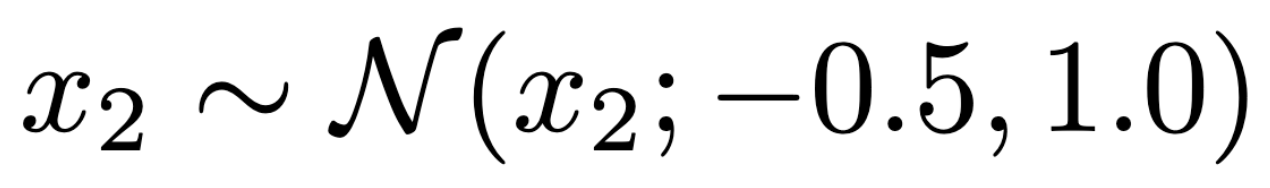 x₂ ∼ 𝒩(x₂; −0.5, 1.0)